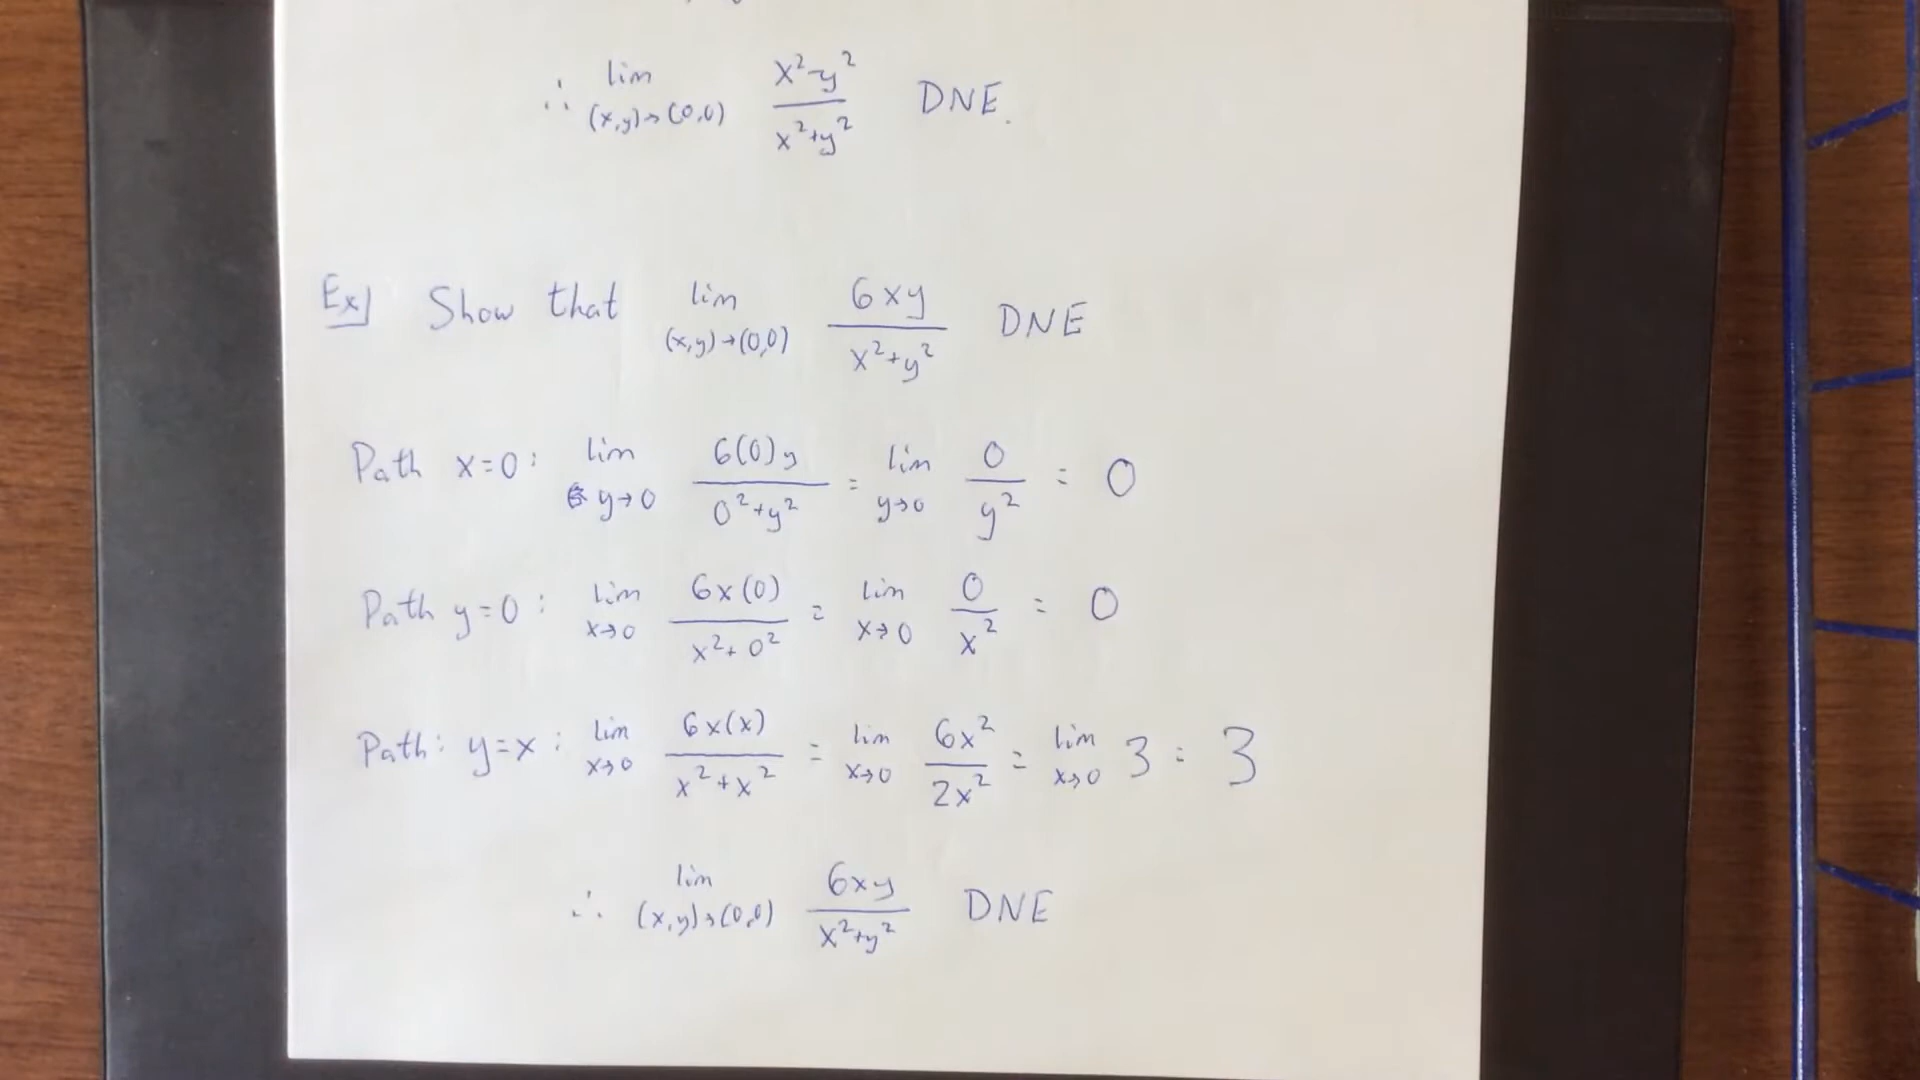 ∴ lim (x,y)→(0,0) (x²-y²)/(x²+y²) DNE.
Ex] Show that lim (x,y)→(0,0) 6xy/(x²+y²) DNE
Path x=0: lim y→0 6(0)y/(0²+y²) = lim y→0 0/y² = 0
Path y=0: lim x→0 6x(0)/(x²+0²) = lim x→0 0/x² = 0
Path: y=x: lim x→0 6x(x)/(x²+x²) = lim x→0 6x²/2x² = lim x→0 3 = 3
∴ lim (x,y)→(0,0) 6xy/(x²+y²) DNE